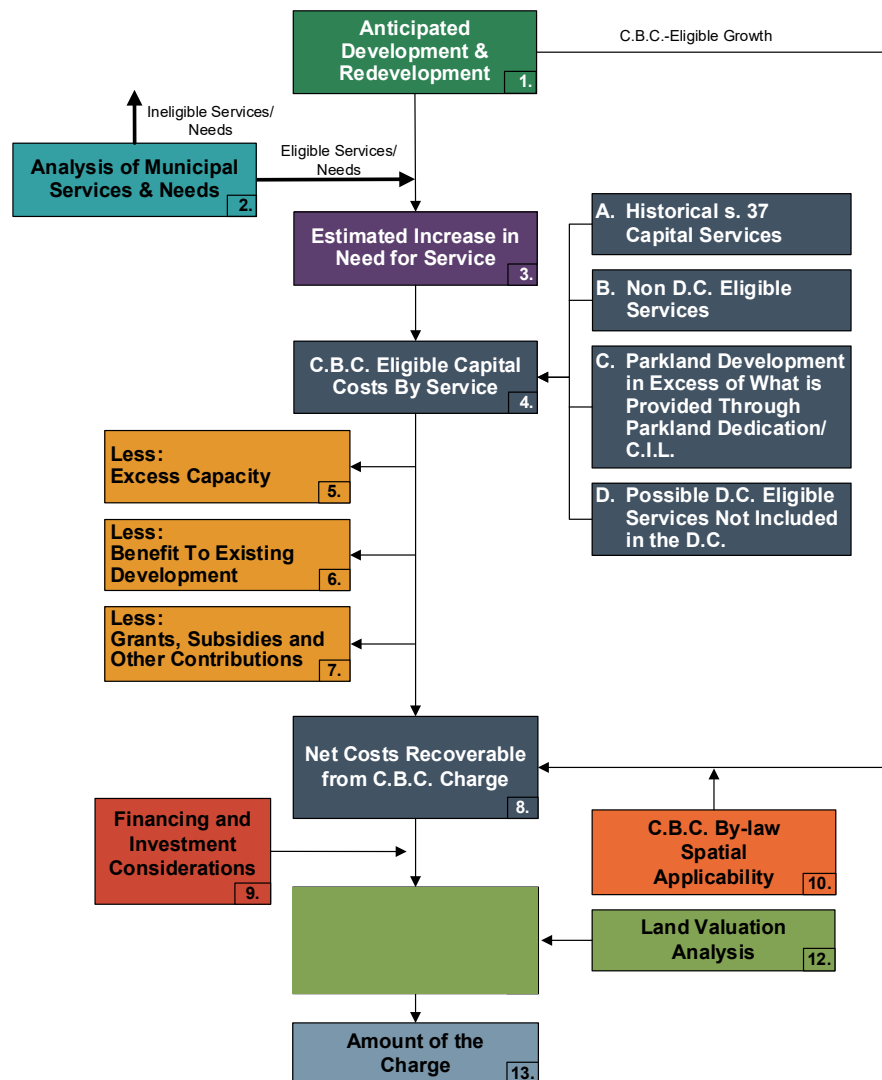 Anticipated
Development &
Redevelopment
1.
C.B.C.-Eligible Growth
Ineligible Services/
Needs
Analysis of Municipal
Services & Needs
2.
Eligible Services/
Needs
Estimated Increase in
Need for Service
3.
A. Historical s. 37
Capital Services
B. Non D.C. Eligible
Services
C. Parkland Development
in Excess of What is
Provided Through
Parkland Dedication/
C.I.L.
D. Possible D.C. Eligible
Services Not Included
in the D.C.
C.B.C. Eligible Capital
Costs By Service
4.
Less:
Excess Capacity
5.
Less:
Benefit To Existing
Development
6.
Less:
Grants, Subsidies and
Other Contributions
7.
Net Costs Recoverable
from C.B.C. Charge
8.
Financing and
Investment
Considerations
9.
C.B.C. By-law
Spatial
Applicability
10.
Land Valuation
Analysis
12.
Amount of the
Charge
13.